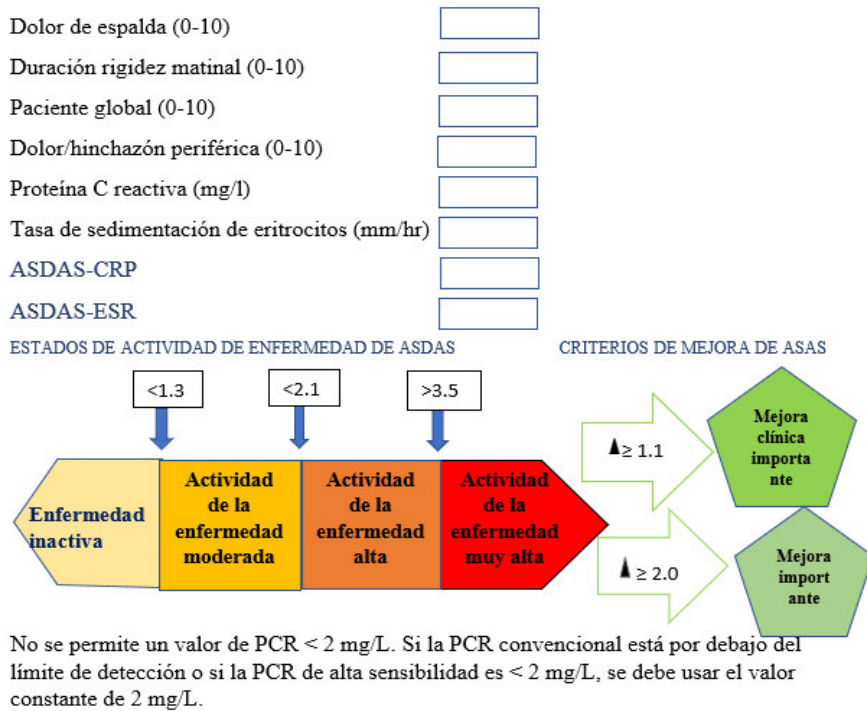 Dolor de espalda (0-10)
Duración rigidez matinal (0-10)
Paciente global (0-10)
Dolor/hinchazón periférica (0-10)
Proteína C reactiva (mg/l)
Tasa de sedimentación de eritrocitos (mm/hr)
ASDAS-CRP
ASDAS-ESR
ESTADOS DE ACTIVIDAD DE ENFERMEDAD DE ASDAS
CRITERIOS DE MEJORA DE ASAS
<1.3
<2.1
>3.5
Enfermedad
inactiva
Actividad
de la
enfermedad
moderada
Actividad
de la
enfermedad
alta
Actividad
de la
enfermedad
muy alta
▲≥ 1.1
Mejora
clínica
importa
nte
▲ ≥ 2.0
Mejora
import
ante
No se permite un valor de PCR < 2 mg/L. Si la PCR convencional está por debajo del
límite de detección o si la PCR de alta sensibilidad es < 2 mg/L, se debe usar el valor
constante de 2 mg/L.